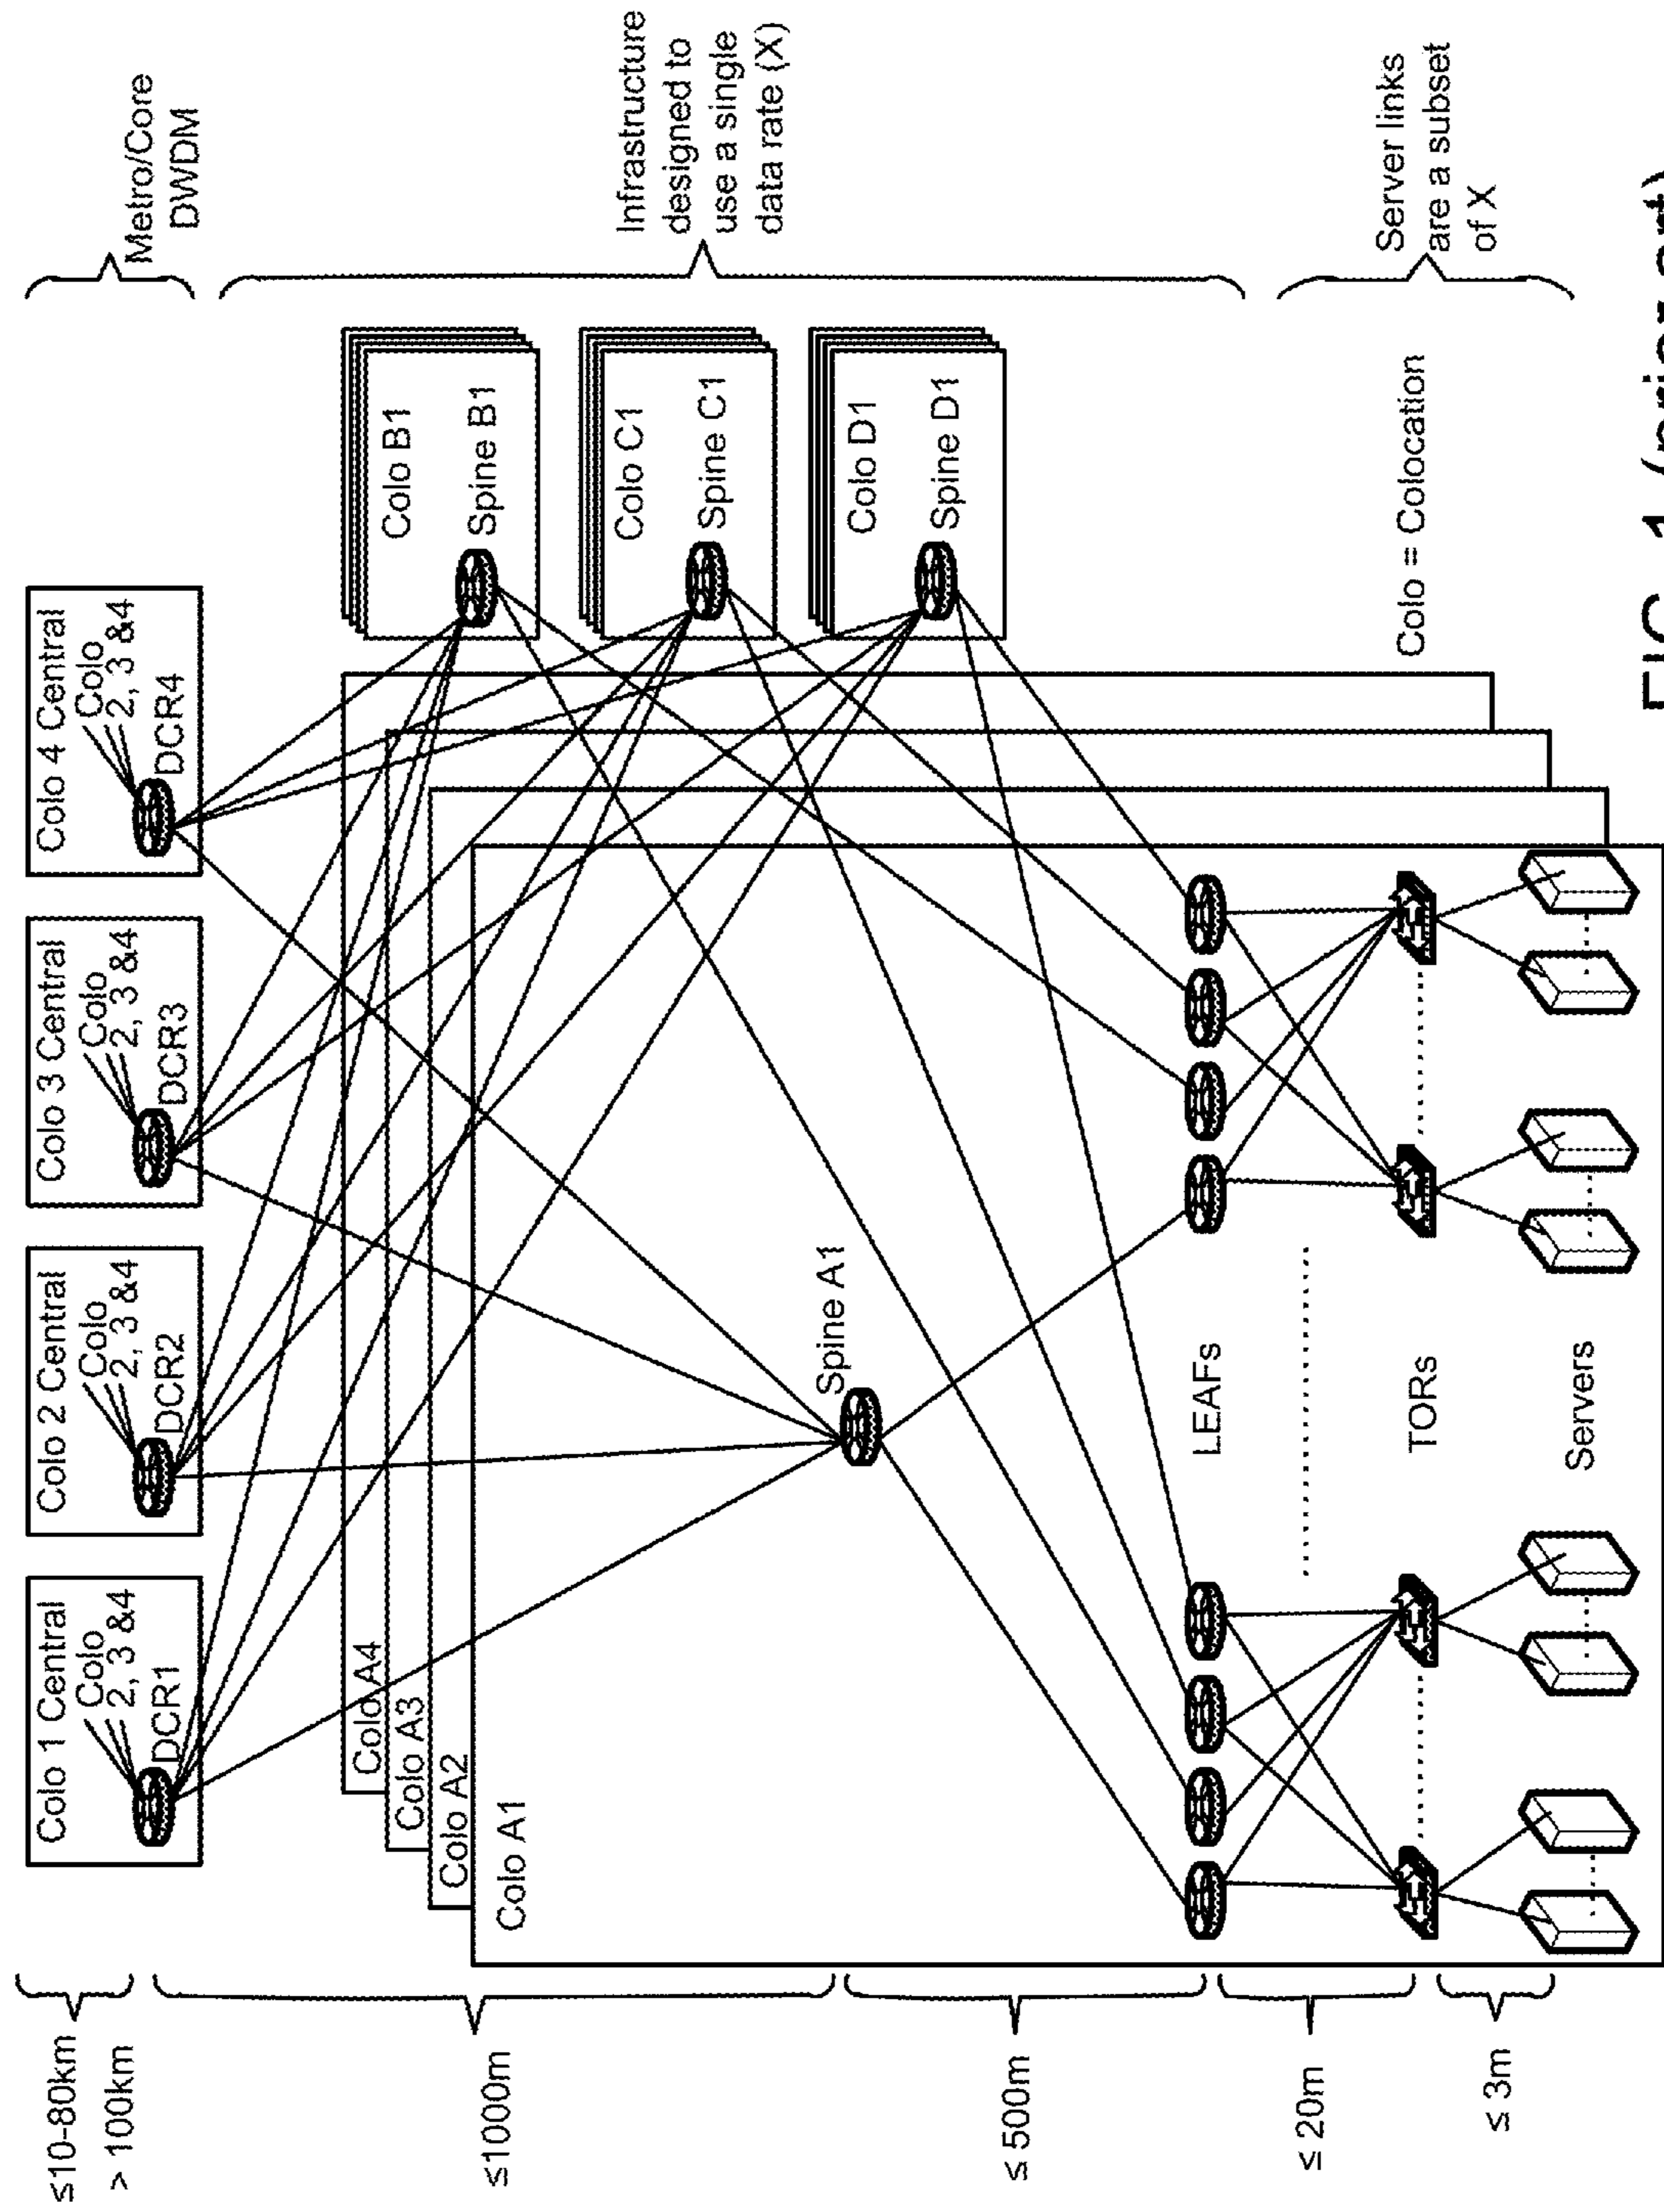 ≤10-80km
> 100km
≤1000m
≤ 500m
≤ 20m
≤ 3m
Colo 1 Central
Colo
2, 3 &4
DCR1
Colo 2 Central
Colo
2, 3 &4
DCR2
Colo 3 Central
Colo
2, 3 &4
DCR3
Colo 4 Central
Colo
2, 3 &4
DCR4
Metro/Core
DWDM
Colo A4
Colo A3
Colo A2
Colo A1
Spine A1
Colo B1
Spine B1
Colo C1
Spine C1
Colo D1
Spine D1
Infrastructure
designed to
use a single
data rate (X)
LEAFs
TORs
Servers
Colo = Colocation
Server links
are a subset
of X
FIG. 1 (prior art)